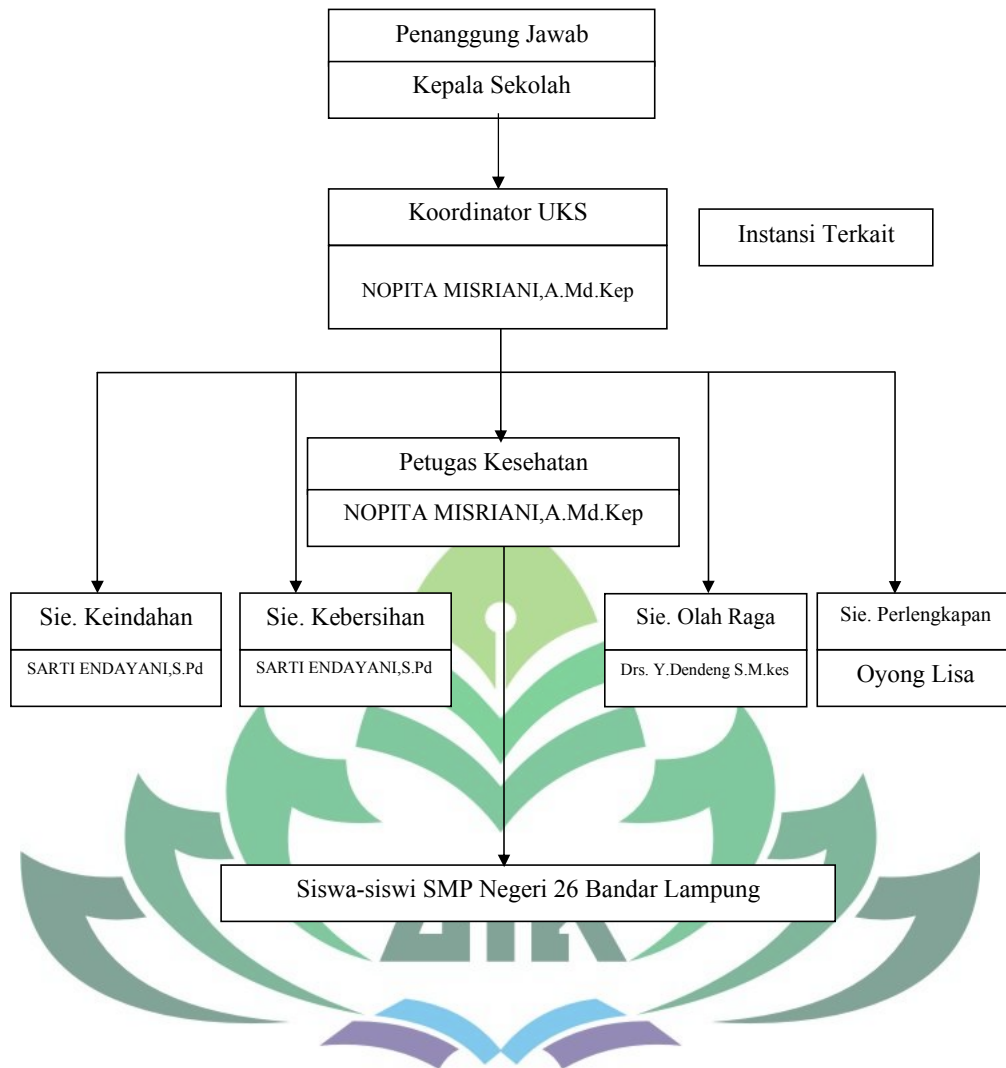 Penanggung Jawab
Kepala Sekolah
Koordinator UKS
NOPITA MISRIANI,A.Md.Kep
Instansi Terkait
Petugas Kesehatan
NOPITA MISRIANI,A.Md.Kep
Sie. Keindahan
SARTI ENDAYANI,S.Pd
Sie. Kebersihan
SARTI ENDAYANI,S.Pd
Sie. Olah Raga
Drs. Y.Dendeng S.M.kes
Sie. Perlengkapan
Oyong Lisa
Siswa-siswi SMP Negeri 26 Bandar Lampung